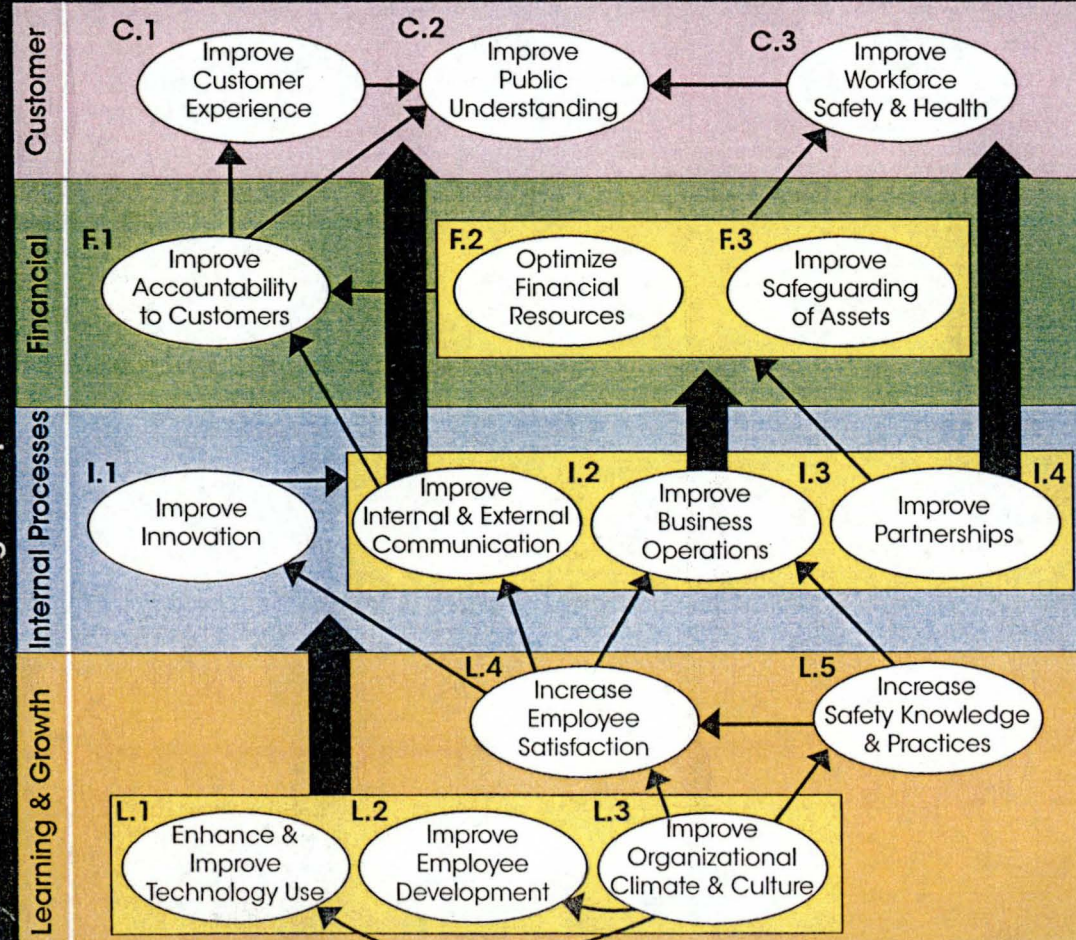 Customer
C.1
Improve
Customer
Experience
C.2
Improve
Public
Understanding
C.3
Improve
Workforce
Safety & Health
Financial
F.1
Improve
Accountability
to Customers
F.2
Optimize
Financial
Resources
F.3
Improve
Safeguarding
of Assets
Internal Processes
I.1
Improve
Innovation
Improve
Internal & External
Communication
I.2
Improve
Business
Operations
I.3
Improve
Partnerships
I.4
Learning & Growth
L.4
Increase
Employee
Satisfaction
L.5
Increase
Safety Knowledge
& Practices
L.1
Enhance &
Improve
Technology Use
L.2
Improve
Employee
Development
L.3
Improve
Organizational
Climate & Culture